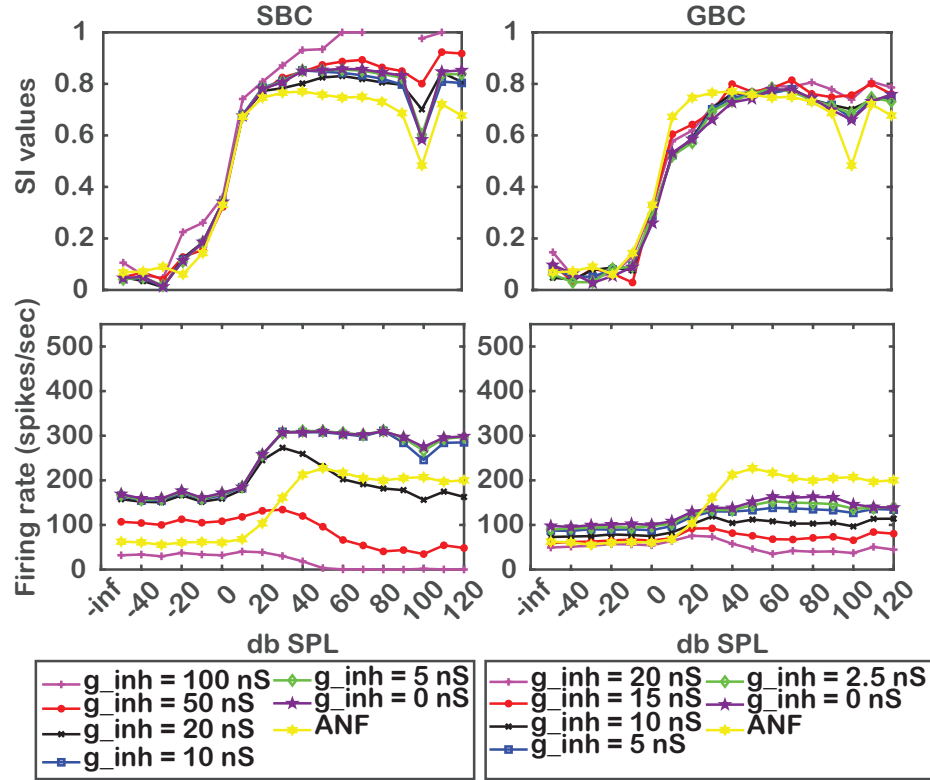 SBC
GBC
SI values
1
0.8
0.6
0.4
0.2
0
1
0.8
0.6
0.4
0.2
0
Firing rate (spikes/sec)
500
400
300
200
100
0
500
400
300
200
100
0
-inf -40 -20 0 20 40 60 80 100 120
-inf -40 -20 0 20 40 60 80 100 120
db SPL
db SPL
g_inh = 100 nS
g_inh = 50 nS
g_inh = 20 nS
g_inh = 10 nS
g_inh = 5 nS
g_inh = 0 nS
ANF
g_inh = 20 nS
g_inh = 15 nS
g_inh = 10 nS
g_inh = 5 nS
g_inh = 2.5 nS
g_inh = 0 nS
ANF